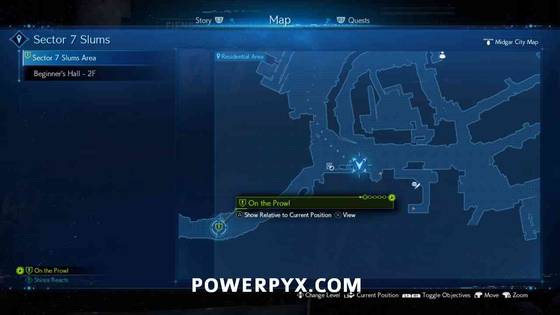 Story Map Quests
Sector 7 Slums
Midgar City Map
Sector 7 Slums Area
Beginner's Hall - 2F
Residential Area
On the Prowl
Show Relative to Current Position View
On the Prowl
POWERPYX.COM
Change Level Current Position Toggle Objectives Move Zoom